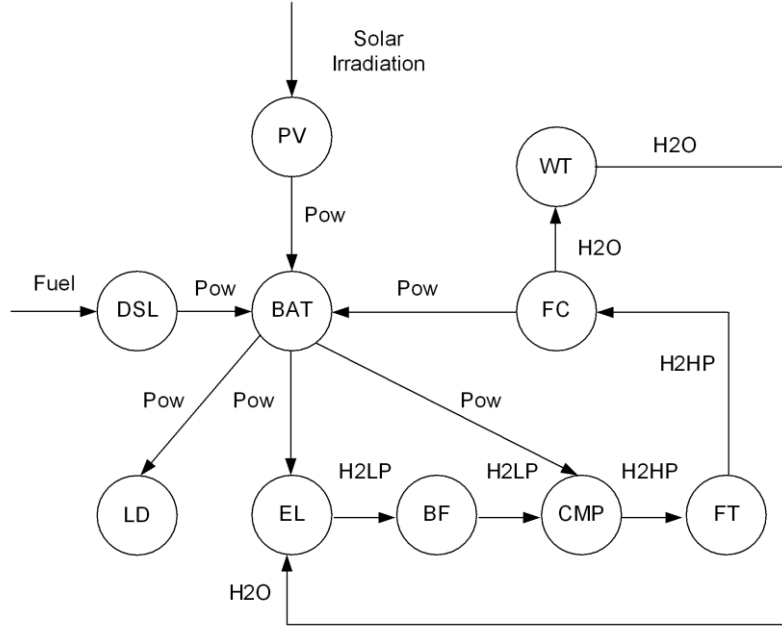 Solar
Irradiation
PV
WT
H2O
Pow
H2O
Fuel
DSL
Pow
BAT
Pow
FC
H2HP
Pow
Pow
Pow
LD
EL
H2LP
BF
H2LP
CMP
H2HP
FT
H2O